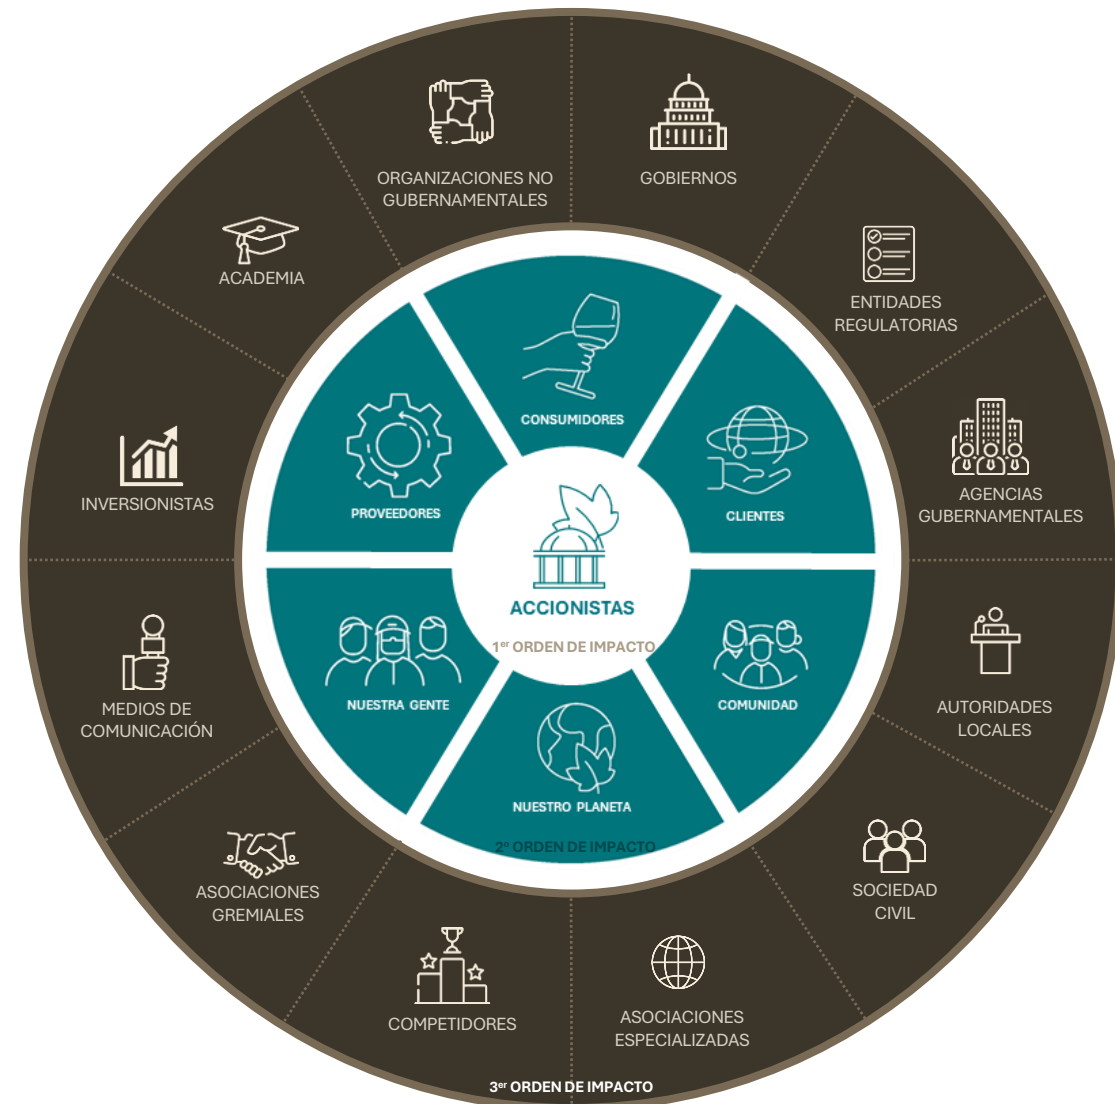 ORGANIZACIONES NO
GUBERNAMENTALES
GOBIERNOS
ENTIDADES
REGULATORIAS
AGENCIAS
GUBERNAMENTALES
AUTORIDADES
LOCALES
SOCIEDAD
CIVIL
ASOCIACIONES
ESPECIALIZADAS
COMPETIDORES
ASOCIACIONES
GREMIALES
MEDIOS DE
COMUNICACIÓN
INVERSIONISTAS
ACADEMIA
3er ORDEN DE IMPACTO
CONSUMIDORES
CLIENTES
COMUNIDAD
NUESTRO PLANETA
NUESTRA GENTE
PROVEEDORES
2º ORDEN DE IMPACTO
ACCIONISTAS
1er ORDEN DE IMPACTO